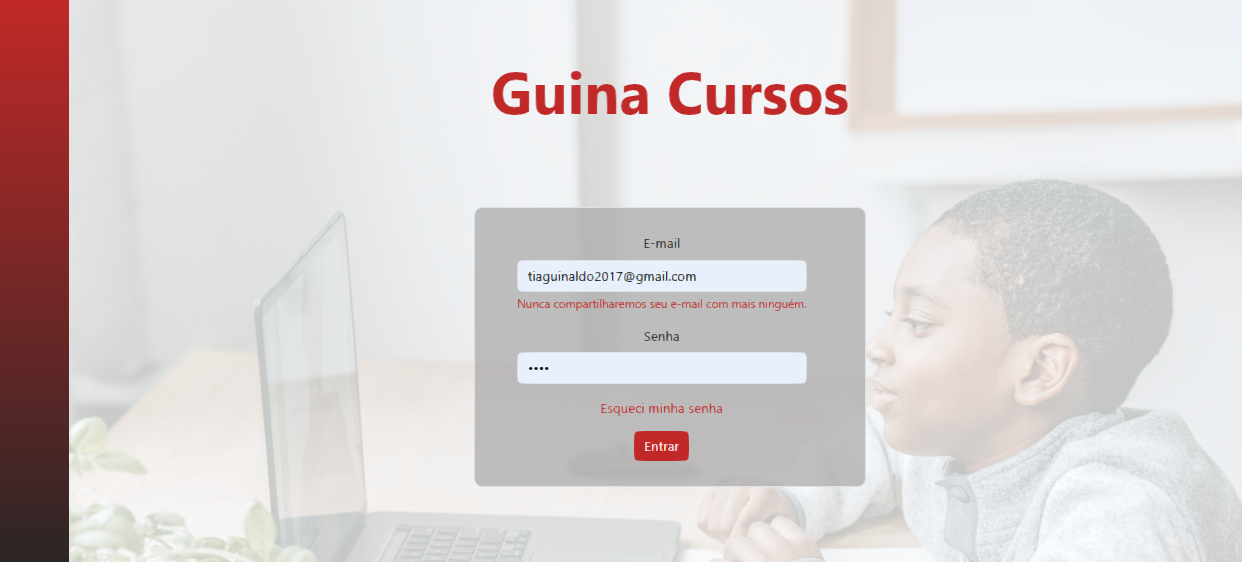 Guina Cursos
E-mail
tiaguinaldo2017@gmail.com
Nunca compartilharemos seu e-mail com mais ninguém.
Senha
••••
Esqueci minha senha
Entrar